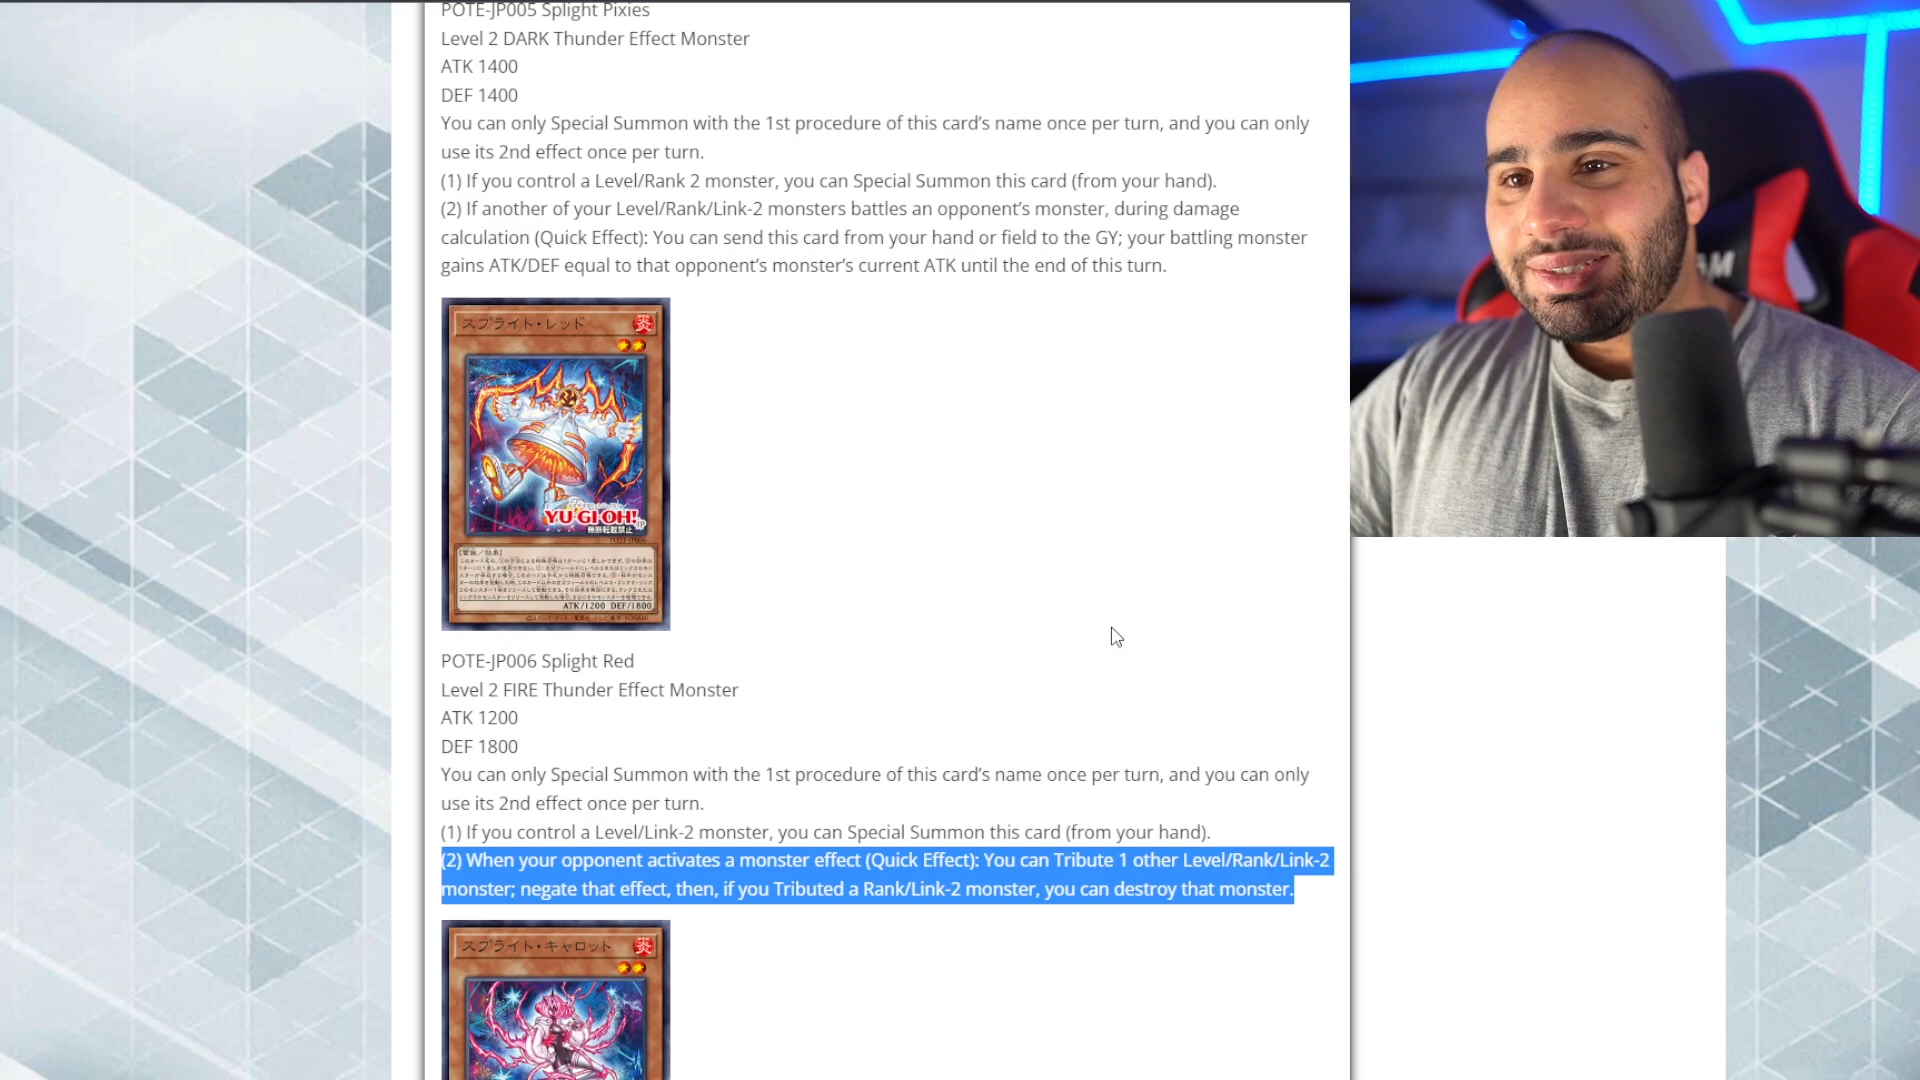 POTE-JP005 Splight Pixies
Level 2 DARK Thunder Effect Monster
ATK 1400
DEF 1400
You can only Special Summon with the 1st procedure of this card’s name once per turn, and you can only
use its 2nd effect once per turn.
(1) If you control a Level/Rank 2 monster, you can Special Summon this card (from your hand).
(2) If another of your Level/Rank/Link-2 monsters battles an opponent’s monster, during damage
calculation (Quick Effect): You can send this card from your hand or field to the GY; your battling monster
gains ATK/DEF equal to that opponent’s monster’s current ATK until the end of this turn.
スプライト・レッド
炎
YU-GI-OH!.jp
無断転載禁止
POTE-JP006
ATK/1200 DEF/1800
POTE-JP006 Splight Red
Level 2 FIRE Thunder Effect Monster
ATK 1200
DEF 1800
You can only Special Summon with the 1st procedure of this card’s name once per turn, and you can only
use its 2nd effect once per turn.
(1) If you control a Level/Link-2 monster, you can Special Summon this card (from your hand).
(2) When your opponent activates a monster effect (Quick Effect): You can Tribute 1 other Level/Rank/Link-2
monster; negate that effect, then, if you Tributed a Rank/Link-2 monster, you can destroy that monster.
スプライト・キャロット
炎